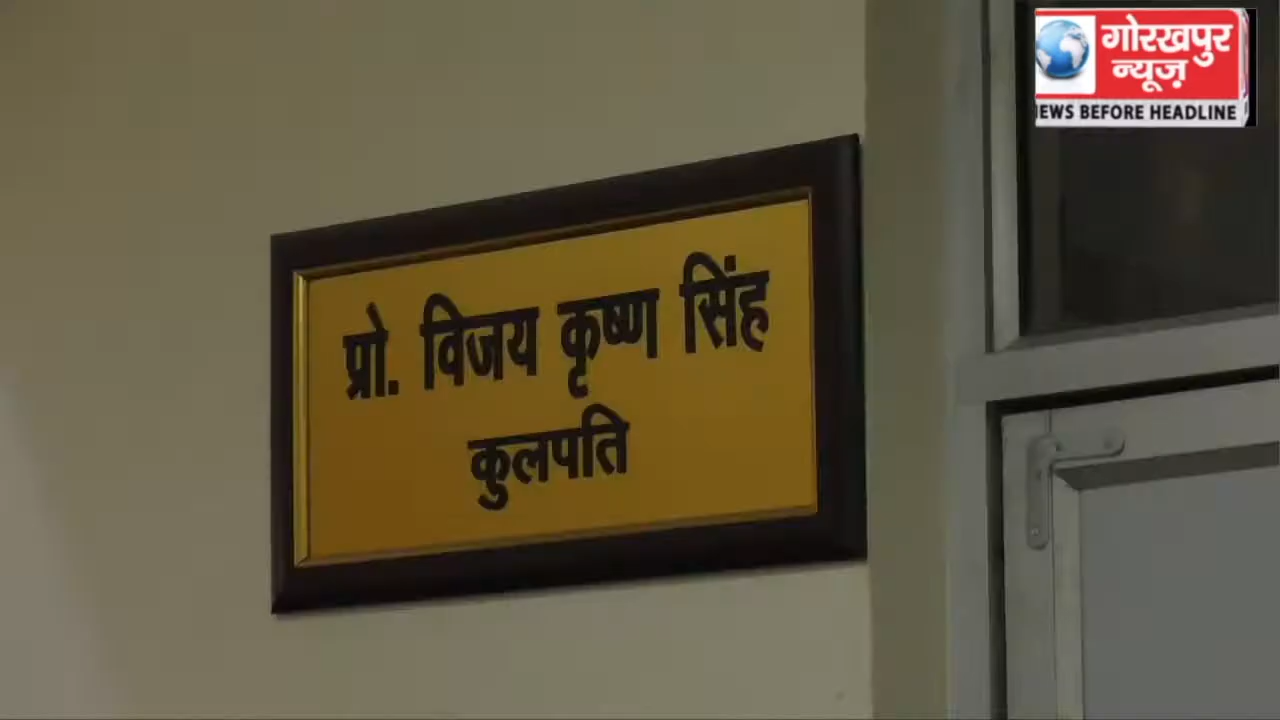 गोरखपुर
न्यूज़
NEWS BEFORE HEADLINE
प्रो. विजय कृष्ण सिंह
कुलपति